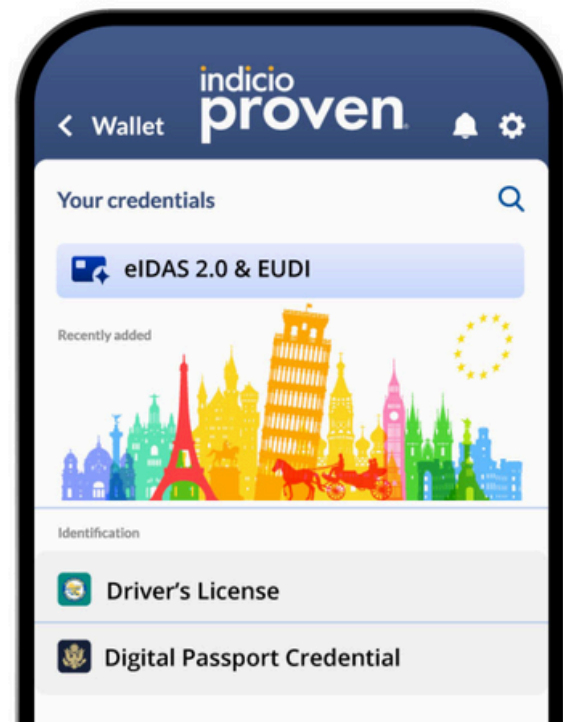 indicio
proven.
Wallet
Your credentials
eIDAS 2.0 & EUDI
Recently added
Identification
Driver's License
Digital Passport Credential